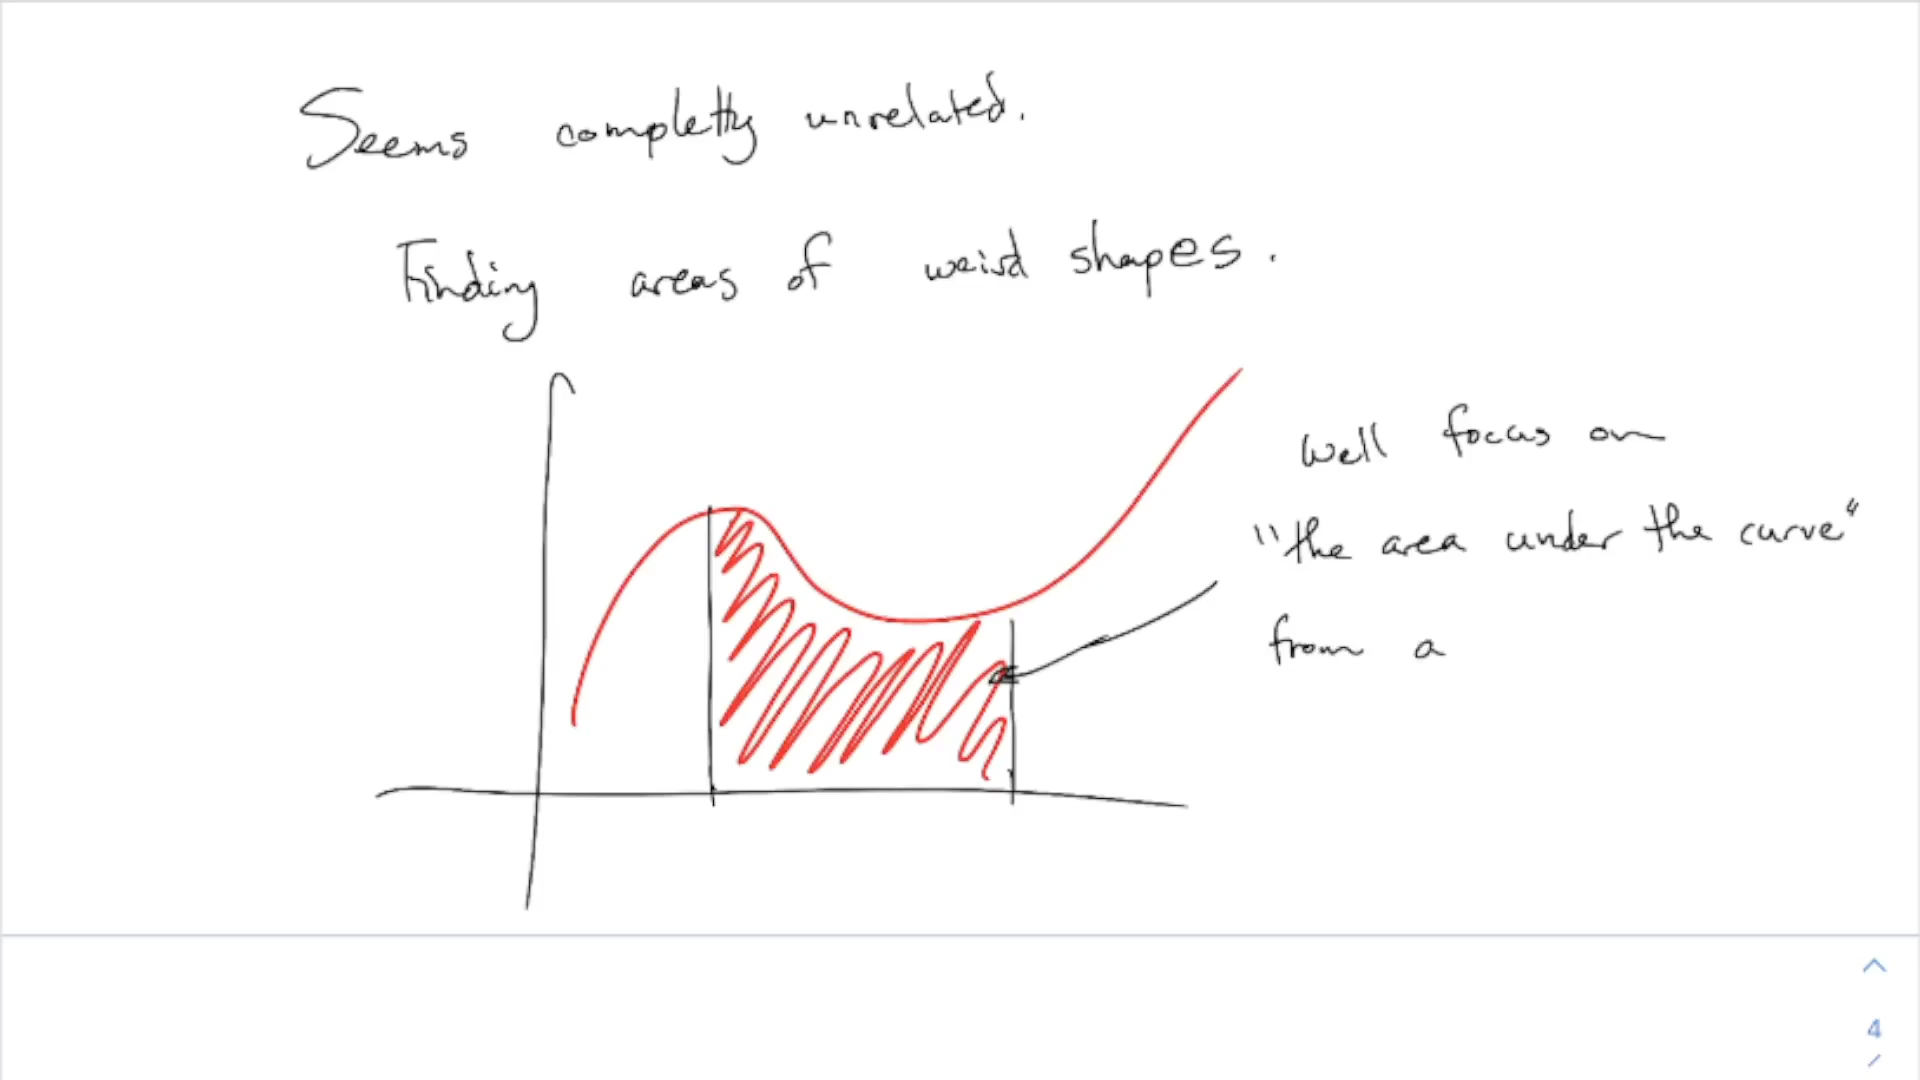 Seems completly unrelated.
Finding areas of weird shapes.
Well focus on
"the area under the curve"
from a
4